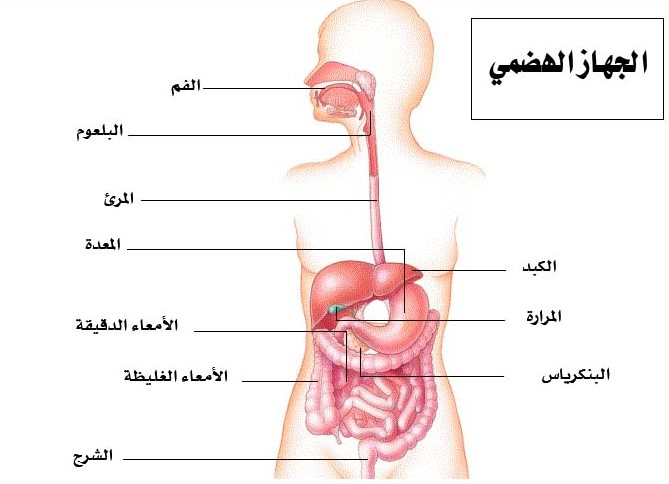 الجهاز الهضمي
الفم
البلعوم
المرئ
المعدة
الكبد
المرارة
الأمعاء الدقيقة
البنكرياس
الأمعاء الغليظة
الشرج